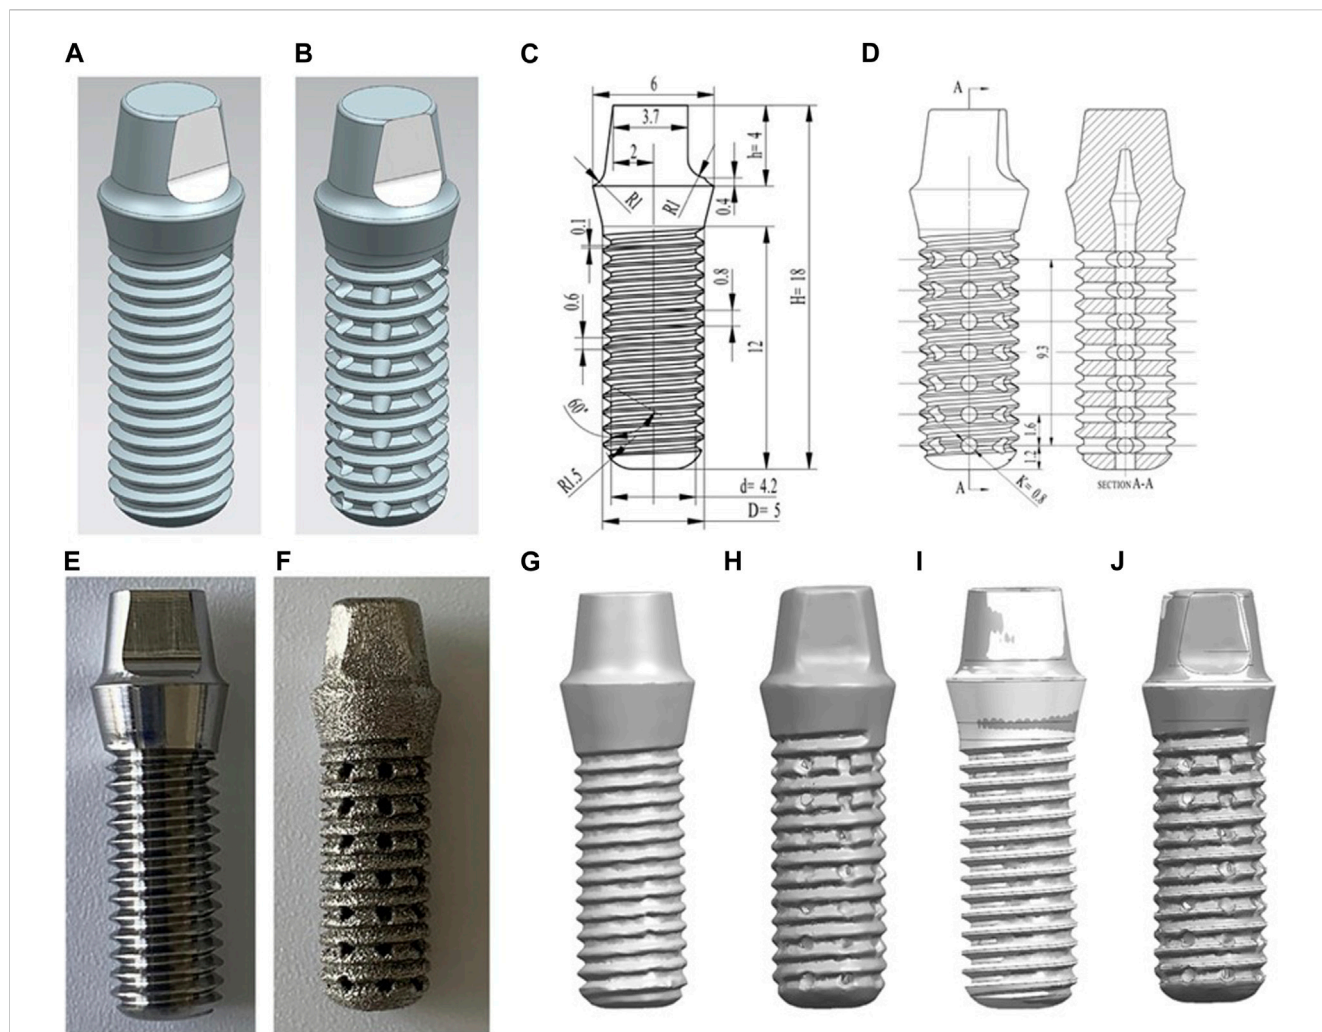 A
B
C
D
6
3.7
2
h= 4
R1
R1
0.4
0.1
0.8
0.6
12
H= 18
60°
R1.5
d= 4.2
D= 5
A
9.3
1.6
1.2
A
K= 0.8
SECTION A-A
E
F
G
H
I
J